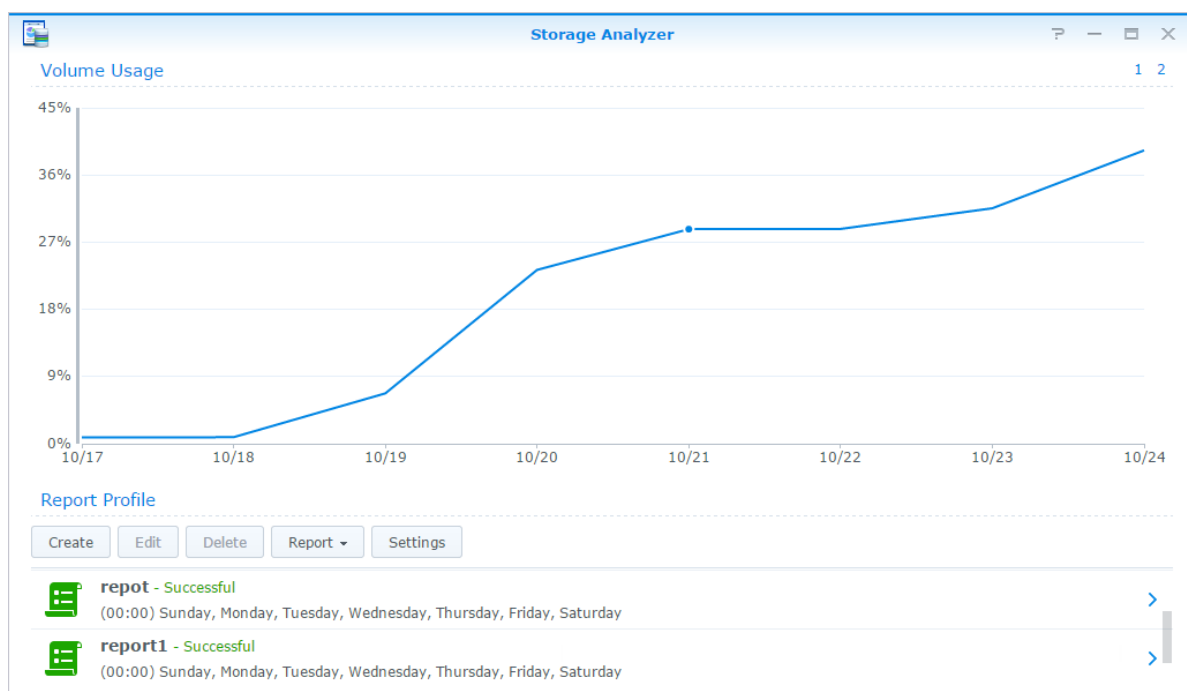 Storage Analyzer
Volume Usage
1 2
45%
36%
27%
18%
9%
0%
10/17 10/18 10/19 10/20 10/21 10/22 10/23 10/24
Report Profile
Create Edit Delete Report Settings
repot - Successful
(00:00) Sunday, Monday, Tuesday, Wednesday, Thursday, Friday, Saturday
report1 - Successful
(00:00) Sunday, Monday, Tuesday, Wednesday, Thursday, Friday, Saturday